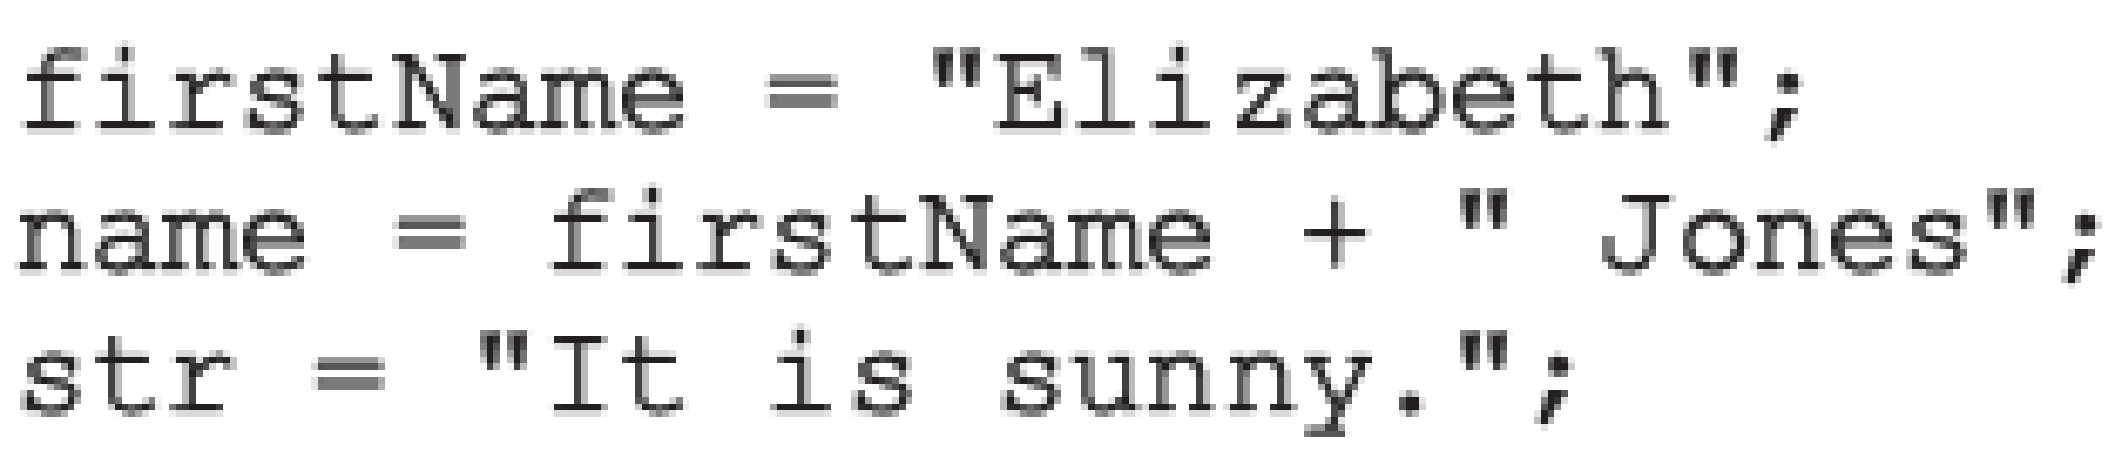 firstName = "Elizabeth";
name = firstName + " Jones";
str = "It is sunny.";